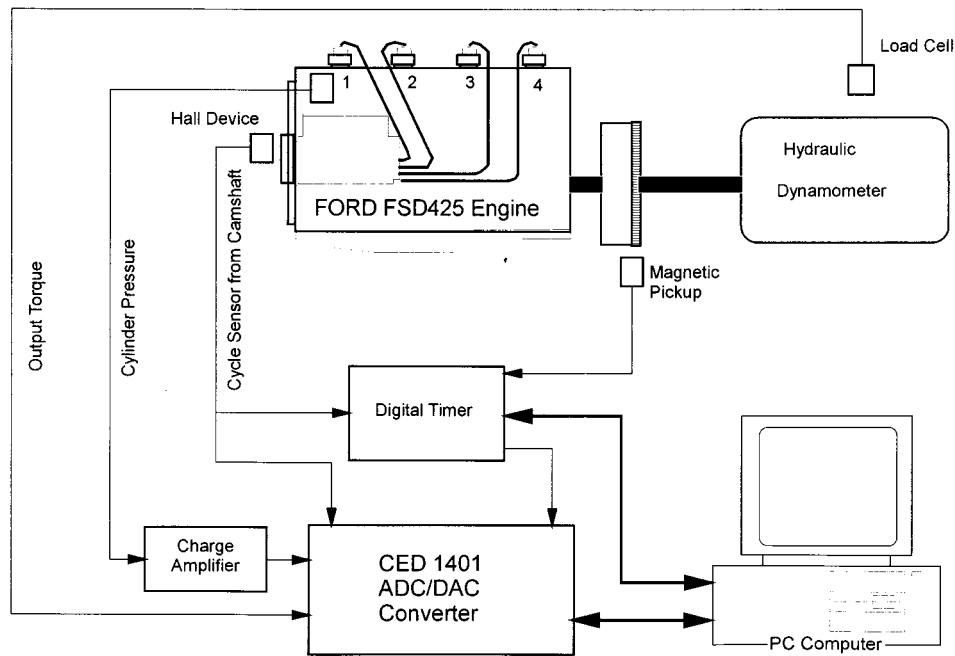 Load Cell
1
2
3
4
Hall Device
Hydraulic
Dynamometer
FORD FSD425 Engine
Magnetic
Pickup
Output Torque
Cylinder Pressure
Cycle Sensor from Camshaft
Digital Timer
Charge
Amplifier
CED 1401
ADC/DAC
Converter
PC Computer